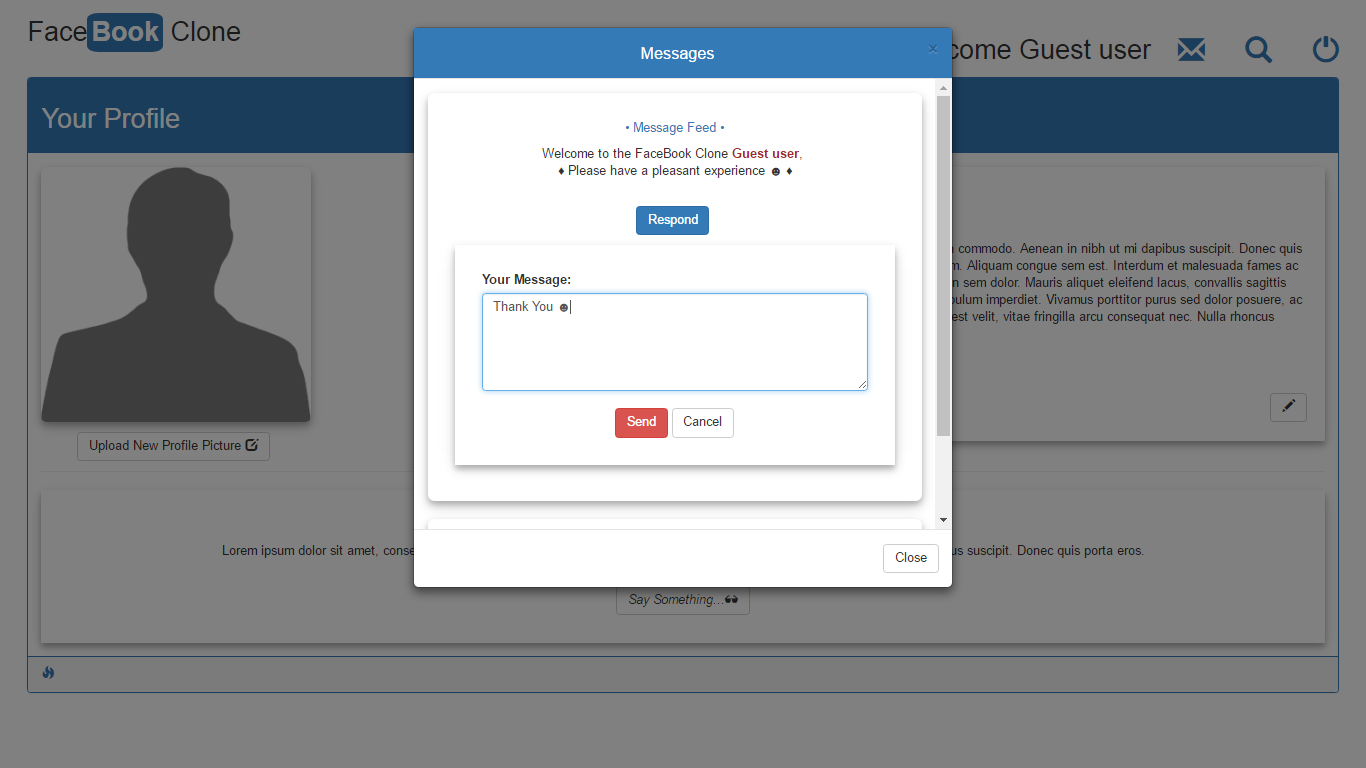 FaceBook Clone
come Guest user
Messages
×
Your Profile
• Message Feed •
Welcome to the FaceBook Clone Guest user,
♦ Please have a pleasant experience ☻ ♦
Respond
Your Message:
Thank You ☻
Send Cancel
commodo. Aenean in nibh ut mi dapibus suscipit. Donec quis
Aliquam congue sem est. Interdum et malesuada fames ac
sem dolor. Mauris aliquet eleifend lacus, convallis sagittis
imperdiet. Vivamus porttitor purus sed dolor posuere, ac
est velit, vitae fringilla arcu consequat nec. Nulla rhoncus
Upload New Profile Picture
Lorem ipsum dolor sit amet, suscipit. Donec quis porta eros.
Close
Say Something...